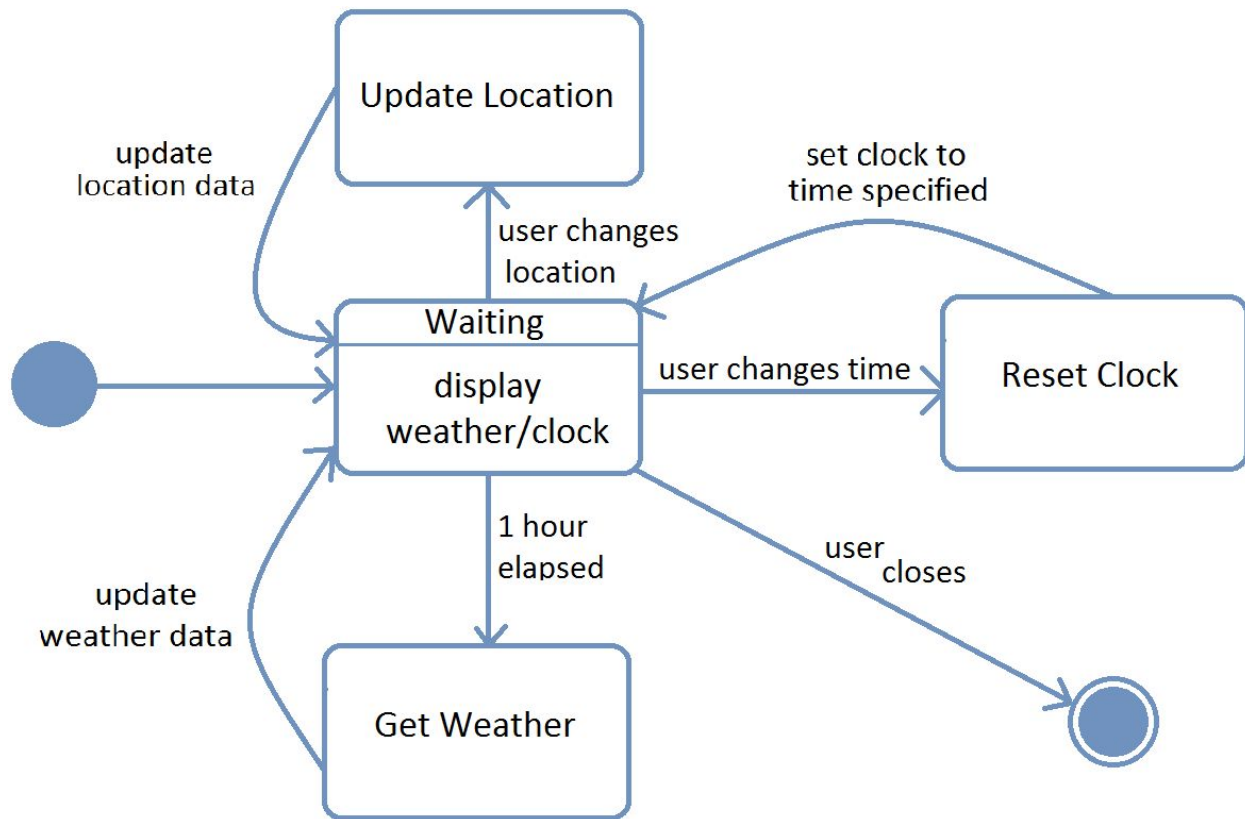 Update Location
update
location data
set clock to
time specified
user changes
location
Waiting
display
weather/clock
user changes time
Reset Clock
1 hour
elapsed
user
closes
update
weather data
Get Weather